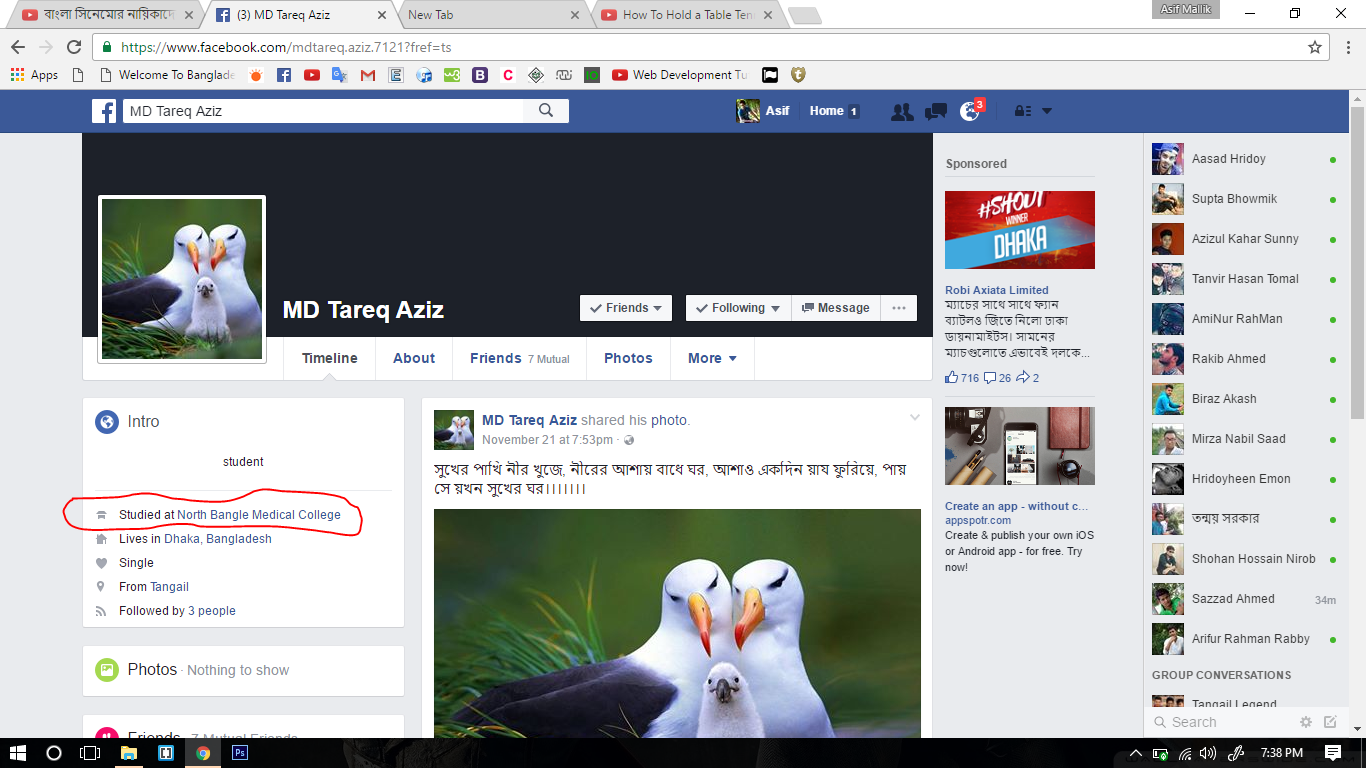 বাংলা সিনেমোর নায়িকাদে
(3) MD Tareq Aziz
New Tab
How To Hold a Table Ten
Asif Mallik
https://www.facebook.com/mdtareq.aziz.7121?fref=ts
Apps
Welcome To Banglade
Web Development Tu
MD Tareq Aziz
Asif
Home 1
3
MD Tareq Aziz
Friends
Following
Message
Timeline
About
Friends 7 Mutual
Photos
More
Intro
student
Studied at North Bangle Medical College
Lives in Dhaka, Bangladesh
Single
From Tangail
Followed by 3 people
Photos · Nothing to show
Friends · 7 Mutual Friends
MD Tareq Aziz shared his photo.
November 21 at 7:53pm ·
সুখের পাখি নীর খুজে, নীরের আশায় বাধে ঘর, আশাও একদিন য়ায ফুরিয়ে, পায়
সে য়খন সুখের ঘর।।।।।।।
Sponsored
#SHOUT
WINNER
DHAKA
Robi Axiata Limited
ম্যাচের সাথে সাথে ফ্যান
ব্যাটলও জিতে নিলো ঢাকা
ডায়নামাইটস। সামনের
ম্যাচগুলোতে এভাবেই দলকে...
716 26 2
Create an app - without c...
appspotr.com
Create & publish your own iOS
or Android app - for free. Try
now!
Aasad Hridoy
Supta Bhowmik
Azizul Kahar Sunny
Tanvir Hasan Tomal
AmiNur RahMan
Rakib Ahmed
Biraz Akash
Mirza Nabil Saad
Hridoyheen Emon
তন্ময় সরকার
Shohan Hossain Nirob
Sazzad Ahmed 34m
Arifur Rahman Rabby
GROUP CONVERSATIONS
Tangail Legend
Search
7:38 PM